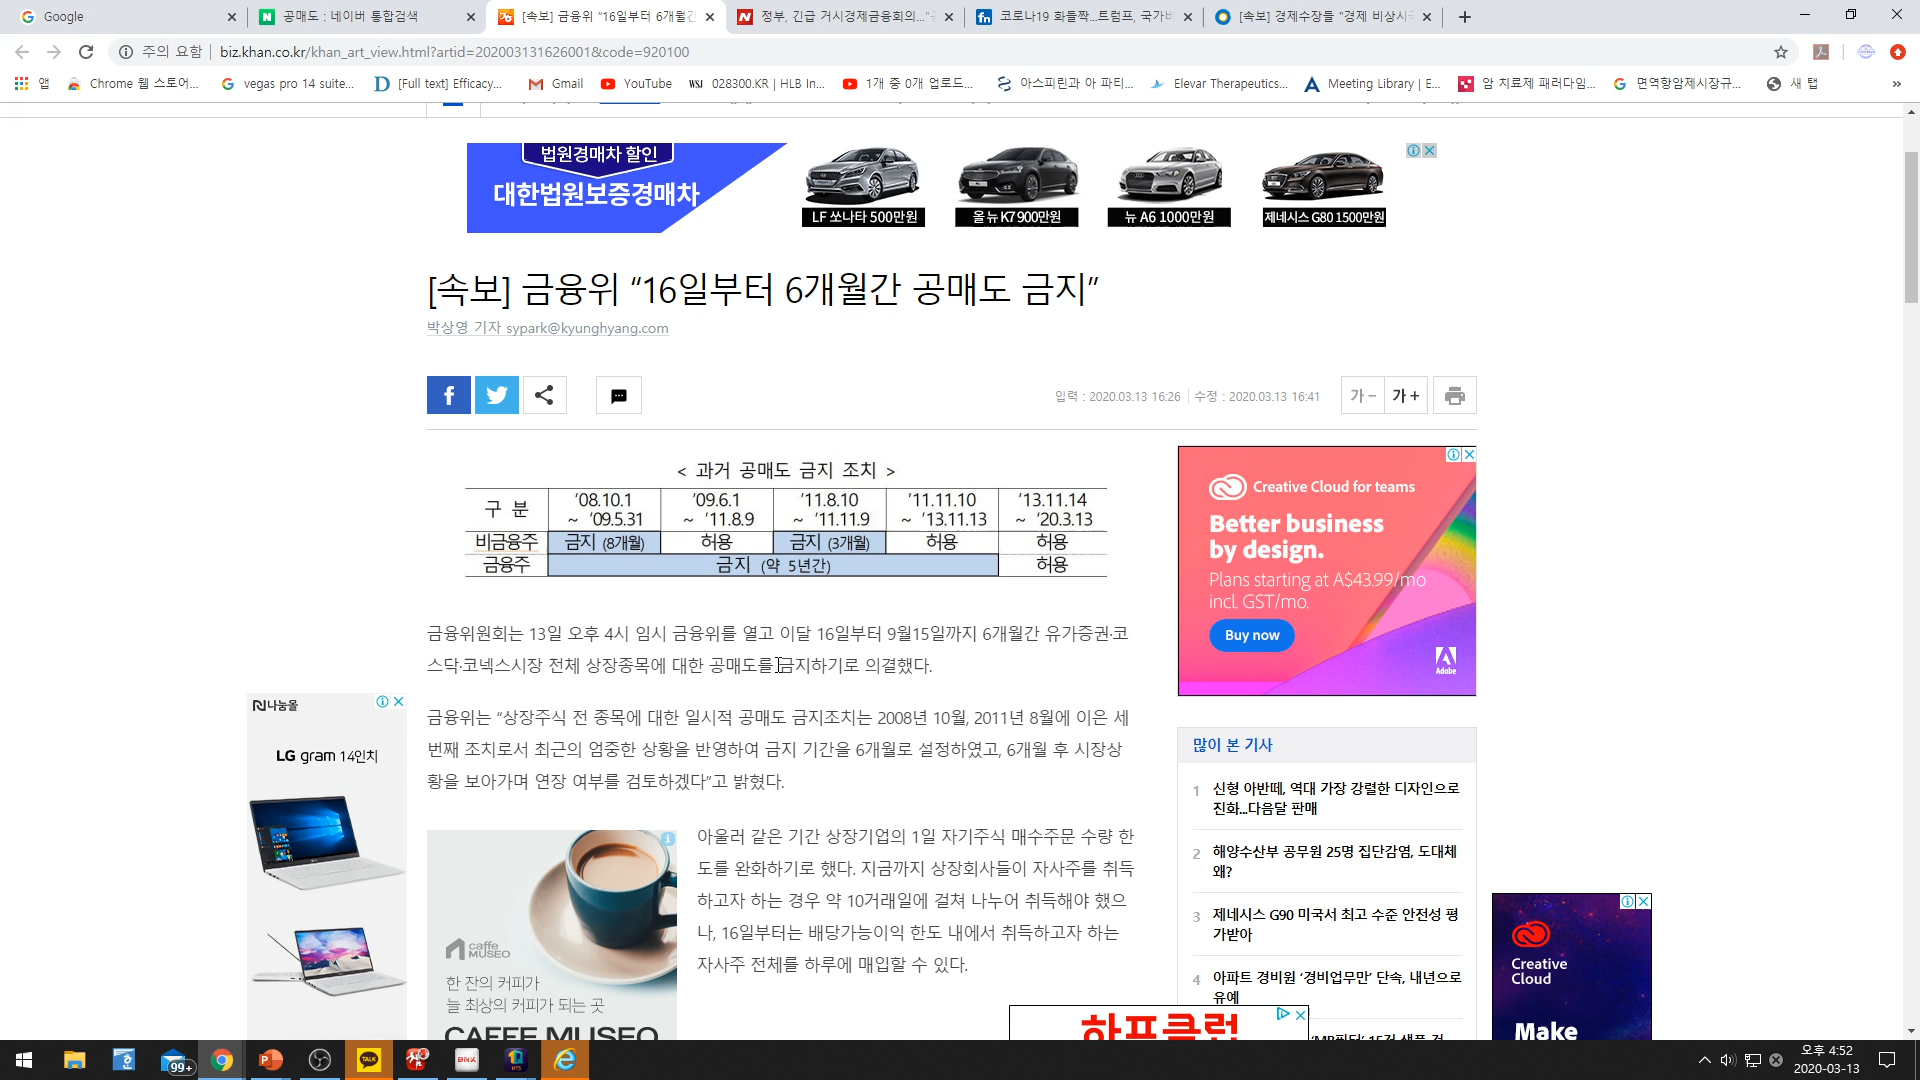 Google
공매도 : 네이버 통합검색
[속보] 금융위 “16일부터 6개월간
정부, 긴급 거시경제금융회의..."
코로나19 화들짝...트럼프, 국가비
[속보] 경제수장들 "경제 비상시국
주의 요함
biz.khan.co.kr/khan_art_view.html?artid=202003131626001&code=920100
앱
Chrome 웹 스토어...
vegas pro 14 suite...
[Full text] Efficacy...
Gmail
YouTube
WSJ 028300.KR | HLB In...
1개 중 0개 업로드...
아스피린과 아 파티...
Elevar Therapeutics...
Meeting Library | E...
암 치료제 패러다임...
면역항암제시장규...
새 탭
»
법원경매차 할인
대한법원보증경매차
LF 쏘나타 500만원
올 뉴 K7 900만원
뉴 A6 1000만원
제네시스 G80 1500만원
[속보] 금융위 “16일부터 6개월간 공매도 금지”
박상영 기자 sypark@kyunghyang.com
입력 : 2020.03.13 16:26 수정 : 2020.03.13 16:41
가 − 가 +
< 과거 공매도 금지 조치 >
구 분 '08.10.1 ~ '09.5.31 '09.6.1 ~ '11.8.9 '11.8.10 ~ '11.11.9 '11.11.10 ~ '13.11.13 '13.11.14 ~ '20.3.13
비금융주 금지 (8개월) 허용 금지 (3개월) 허용 허용
금융주 금지 (약 5년간) 허용
금융위원회는 13일 오후 4시 임시 금융위를 열고 이달 16일부터 9월15일까지 6개월간 유가증권·코
스닥·코넥스시장 전체 상장종목에 대한 공매도를 금지하기로 의결했다.
금융위는 “상장주식 전 종목에 대한 일시적 공매도 금지조치는 2008년 10월, 2011년 8월에 이은 세
번째 조치로서 최근의 엄중한 상황을 반영하여 금지 기간을 6개월로 설정하였고, 6개월 후 시장상
황을 보아가며 연장 여부를 검토하겠다”고 밝혔다.
아울러 같은 기간 상장기업의 1일 자기주식 매수주문 수량 한
도를 완화하기로 했다. 지금까지 상장회사들이 자사주를 취득
하고자 하는 경우 약 10거래일에 걸쳐 나누어 취득해야 했으
나, 16일부터는 배당가능이익 한도 내에서 취득하고자 하는
자사주 전체를 하루에 매입할 수 있다.
Creative Cloud for teams
Better business
by design.
Plans starting at A$43.99/mo
incl. GST/mo.
Buy now
Adobe
많이 본 기사
1 신형 아반떼, 역대 가장 강렬한 디자인으로
진화...다음달 판매
2 해양수산부 공무원 25명 집단감염, 도대체
왜?
3 제네시스 G90 미국서 최고 수준 안전성 평
가받아
4 아파트 경비원 ‘경비업무만’ 단속, 내년으로
유예
나눔몰
LG gram 14인치
caffe
MUSEO
한 잔의 커피가
늘 최상의 커피가 되는 곳
CAFFE MUSEO
하프클럽
Creative
Cloud
Make
99+
TALK
BNK
HTS
오후 4:52
2020-03-13